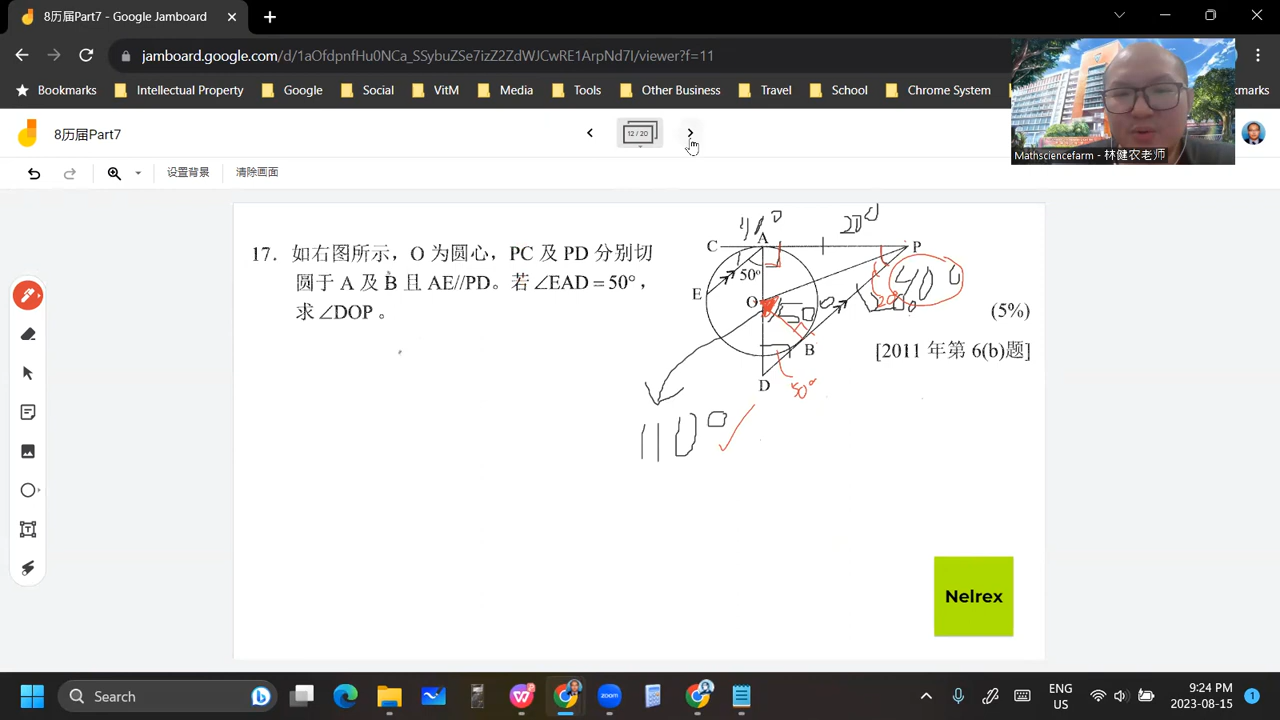 8历届Part7 - Google Jamboard
jamboard.google.com/d/1aOfdpnubu0NCa_SSybuZSe7izZXZdWJCwRE1ArpNd7I/viewer?f=11
Bookmarks
Intellectual Property
Google
Social
VitM
Media
Tools
Other Business
Travel
School
Chrome System
kmarks
Mathsciencefarm - 林健农老师
8历届Part7
12 / 20
设置背景
清除画面
17. 如右图所示，O 为圆心，PC 及 PD 分别切
圆于 A 及 B 且 AE//PD。若 ∠EAD = 50°，
求 ∠DOP。
(5%)
[2011 年第 6(b)题]
C
A
P
E
50°
O
B
D
20°
40°
20°
50°
50°
110°
Nelrex
Search
ENG
US
9:24 PM
2023-08-15
1